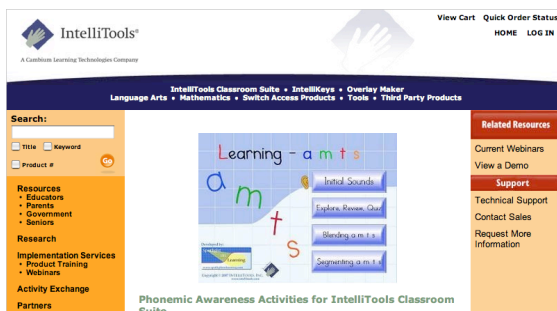 View Cart Quick Order Status
HOME LOG IN
IntelliTools®
A Cambium Learning Technologies Company
IntelliTools Classroom Suite • IntelliKeys • Overlay Maker
Language Arts • Mathematics • Switch Access Products • Tools • Third Party Products
Search:
Title Keyword
Product #
Go
Resources
• Educators
• Parents
• Government
• Seniors
Research
Implementation Services
• Product Training
• Webinars
Activity Exchange
Partners
Learning - a m t s
a m t s
Initial Sounds
Explore, Review, Quiz
Blending a m t s
Segmenting a m t s
Developed by:
Learning
Phonemic Awareness Activities for IntelliTools Classroom
Suite
Related Resources
Current Webinars
View a Demo
Support
Technical Support
Contact Sales
Request More
Information